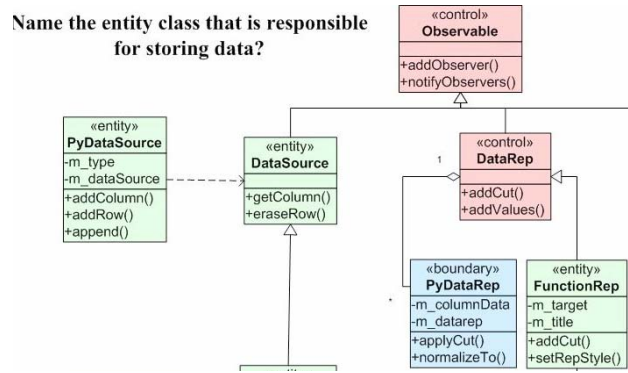 Name the entity class that is responsible
for storing data?
«control»
Observable
+addObserver()
+notifyObservers()
«entity»
PyDataSource
-m_type
-m_dataSource
+addColumn()
+addRow()
+append()
«entity»
DataSource
+getColumn()
+eraseRow()
1
«control»
DataRep
+addCut()
+addValues()
*
«boundary»
PyDataRep
-m_columnData
-m_datarep
+applyCut()
+normalizeTo()
«entity»
FunctionRep
-m_target
-m_title
+addCut()
+setRepStyle()